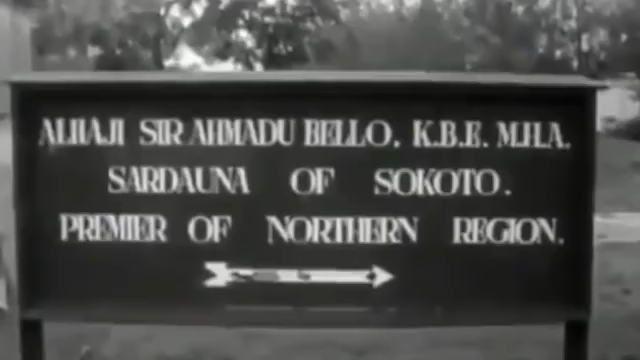 ALHAJI SIR AHMADU BELLO. K.B.E. M.H.A.
SARDAUNA OF SOKOTO.
PREMIER OF NORTHERN REGION.